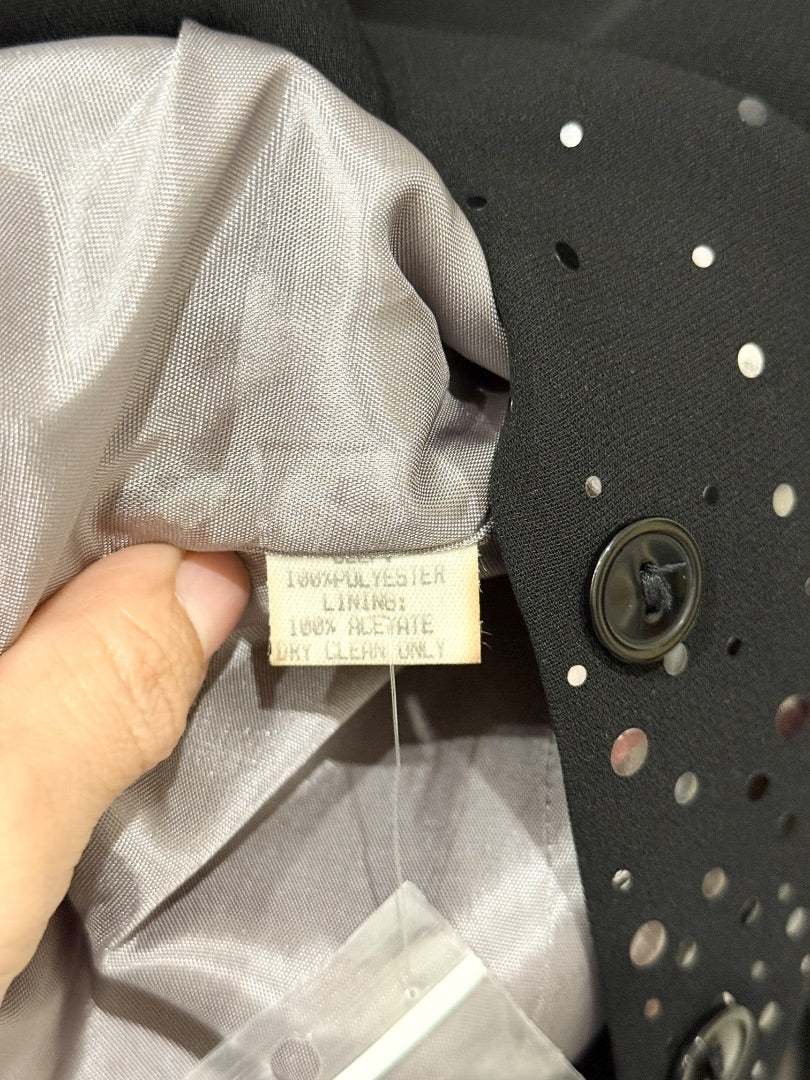 100%POLYESTER
LINING:
100% ACETATE
DRY CLEAN ONLY